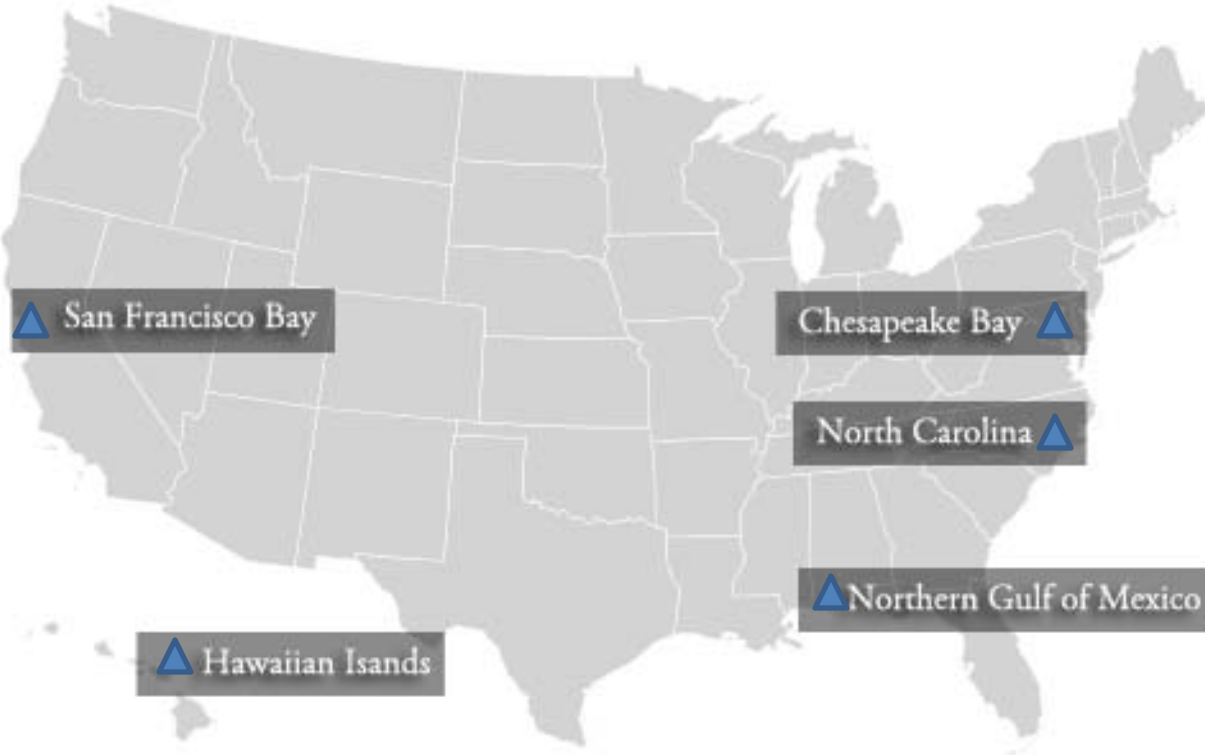 San Francisco Bay
Chesapeake Bay
North Carolina
Northern Gulf of Mexico
Hawaiian Isands